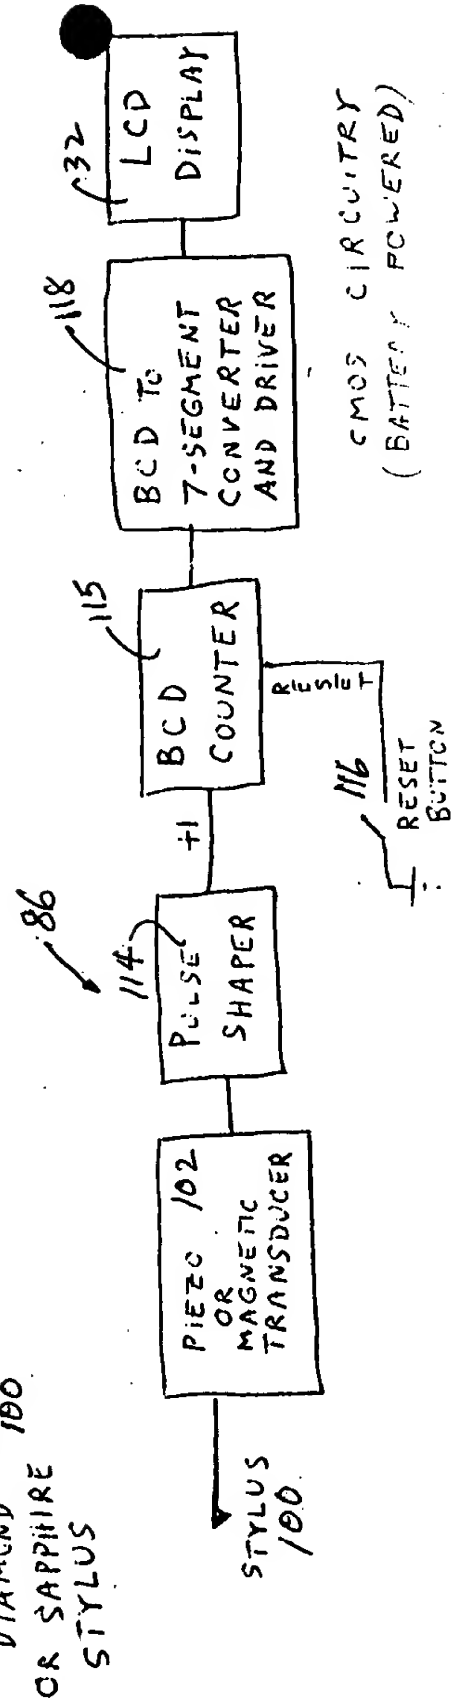 DIAMOND 100
OR SAPPHIRE
STYLUS
STYLUS
100
PIEZO 102
OR
MAGNETIC
TRANSDUCER
86
114
PULSE
SHAPER
+1
115
BCD
COUNTER
RESET
116
RESET
BUTTON
118
BCD TO
7-SEGMENT
CONVERTER
AND DRIVER
32
LCD
DISPLAY
CMOS CIRCUITRY
(BATTERY POWERED)